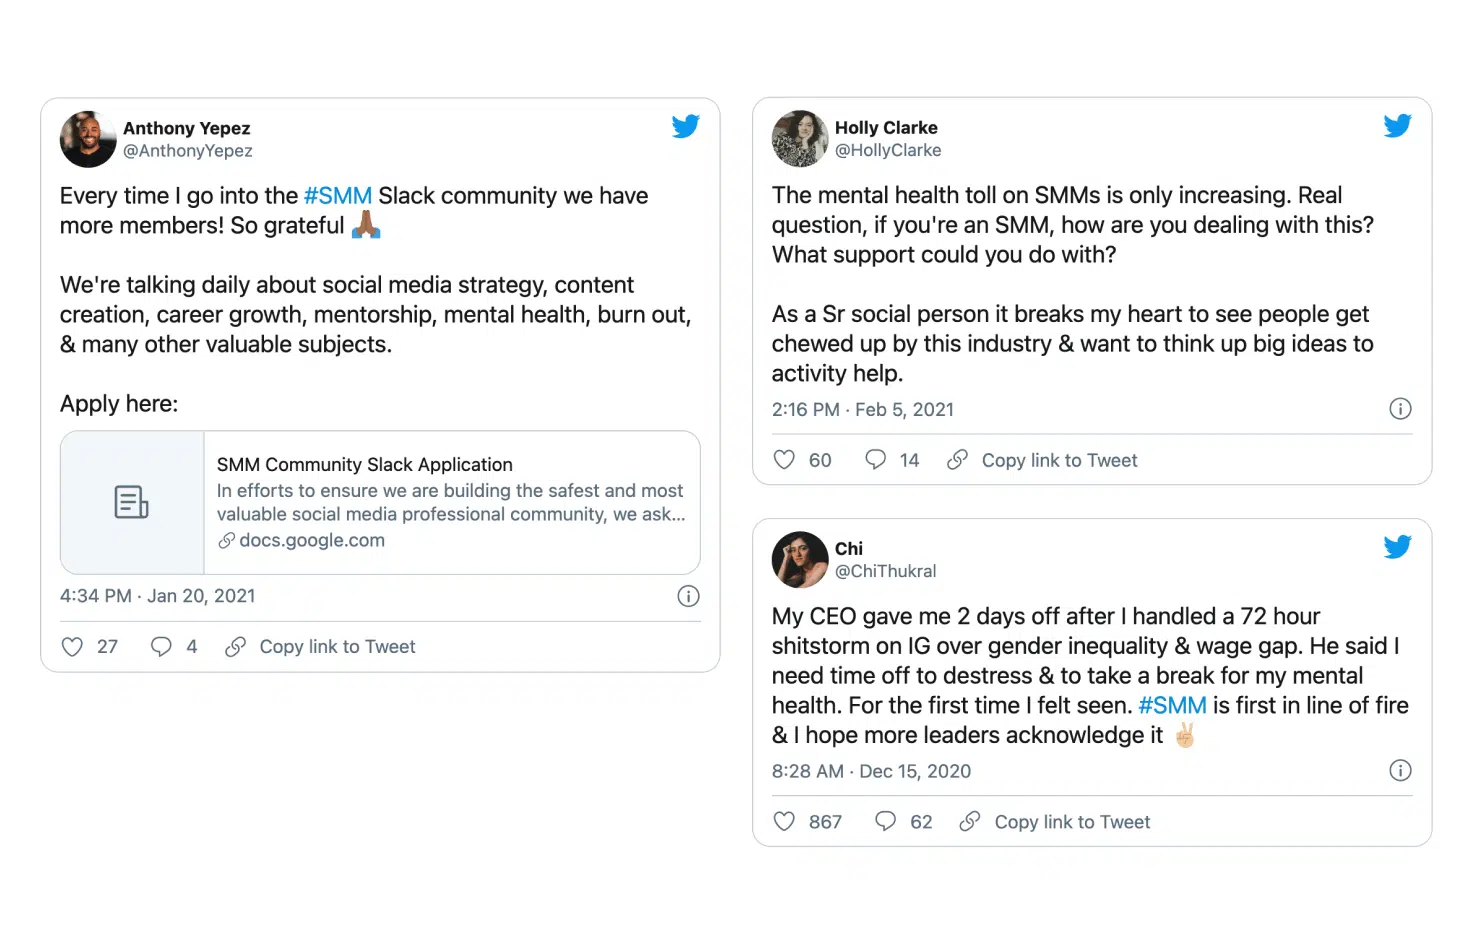 Anthony Yepez
@AnthonyYepez
Every time I go into the #SMM Slack community we have
more members! So grateful 🙏🏾
We're talking daily about social media strategy, content
creation, career growth, mentorship, mental health, burn out,
& many other valuable subjects.
Apply here:
SMM Community Slack Application
In efforts to ensure we are building the safest and most
valuable social media professional community, we ask...
docs.google.com
4:34 PM · Jan 20, 2021
27 4 Copy link to Tweet
Holly Clarke
@HollyClarke
The mental health toll on SMMs is only increasing. Real
question, if you're an SMM, how are you dealing with this?
What support could you do with?
As a Sr social person it breaks my heart to see people get
chewed up by this industry & want to think up big ideas to
activity help.
2:16 PM · Feb 5, 2021
60 14 Copy link to Tweet
Chi
@ChiThukral
My CEO gave me 2 days off after I handled a 72 hour
shitstorm on IG over gender inequality & wage gap. He said I
need time off to destress & to take a break for my mental
health. For the first time I felt seen. #SMM is first in line of fire
& I hope more leaders acknowledge it ✌🏼
8:28 AM · Dec 15, 2020
867 62 Copy link to Tweet